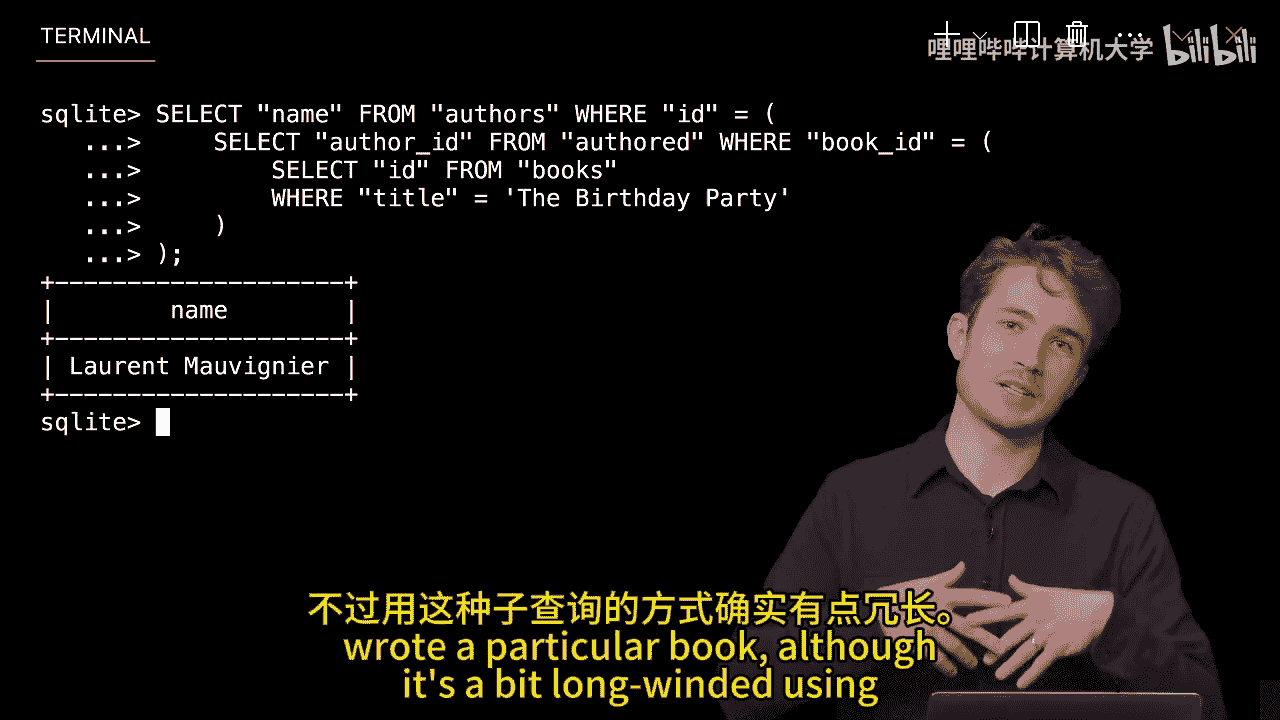 TERMINAL
哩哩哔哔计算机大学 bilibili
sqlite> SELECT "name" FROM "authors" WHERE "id" = (
...> SELECT "author_id" FROM "authored" WHERE "book_id" = (
...> SELECT "id" FROM "books"
...> WHERE "title" = 'The Birthday Party'
...> )
...> );
+--------------------+
| name |
+--------------------+
| Laurent Mauvignier |
+--------------------+
sqlite>
不过用这种子查询的方式确实有点冗长。
wrote a particular book, although
it's a bit long-winded using